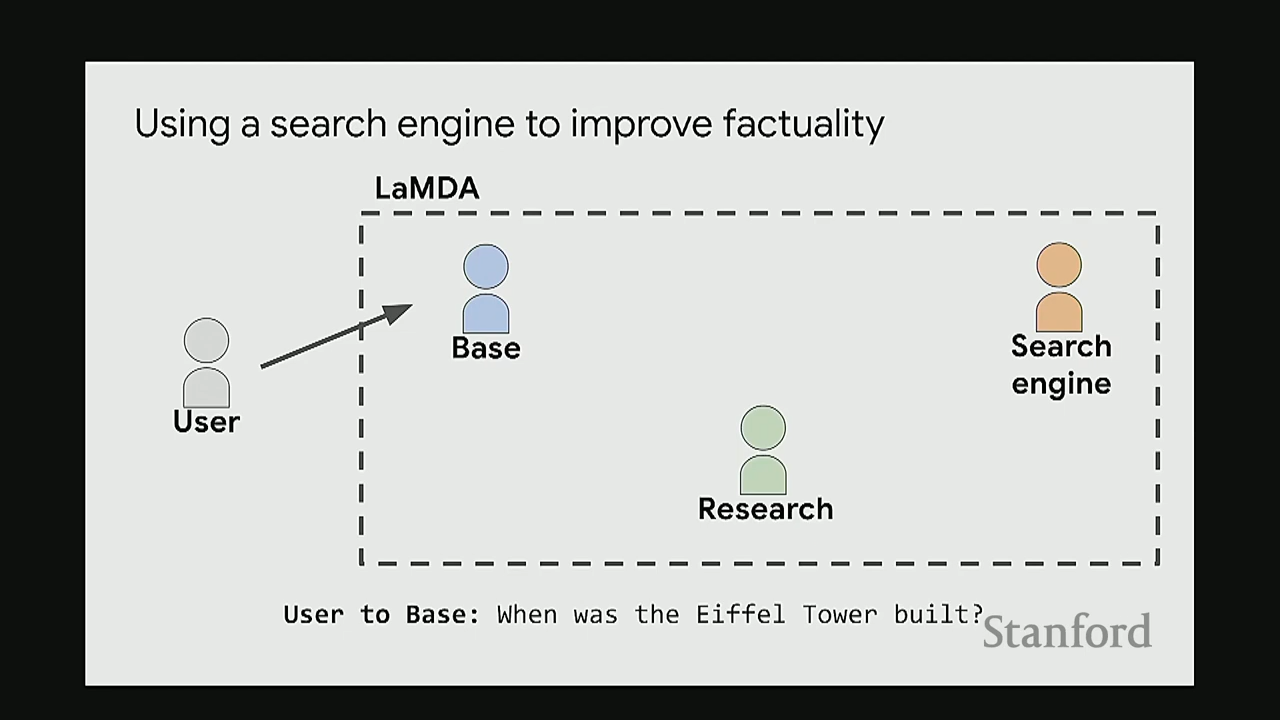 Using a search engine to improve factuality
LaMDA
Base
Search
engine
User
Research
User to Base: When was the Eiffel Tower built?
Stanford